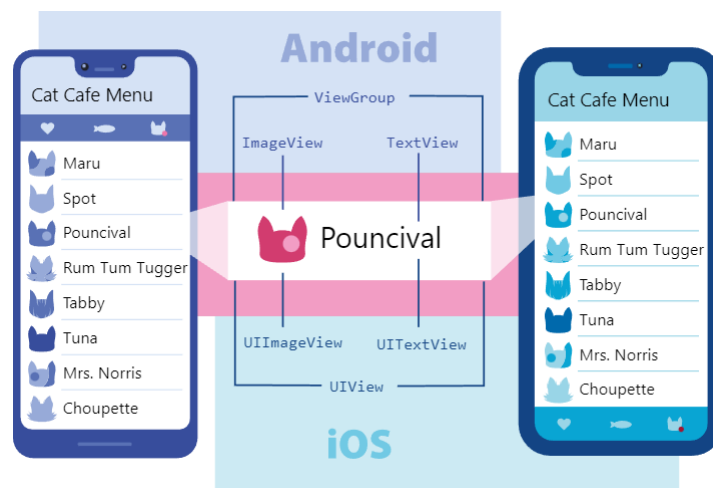 Android
Cat Cafe Menu
Maru
Spot
Pouncival
Rum Tum Tugger
Tabby
Tuna
Mrs. Norris
Choupette
ViewGroup
ImageView TextView
Pouncival
UIImageView UITextView
UIView
iOS
Cat Cafe Menu
Maru
Spot
Pouncival
Rum Tum Tugger
Tabby
Tuna
Mrs. Norris
Choupette